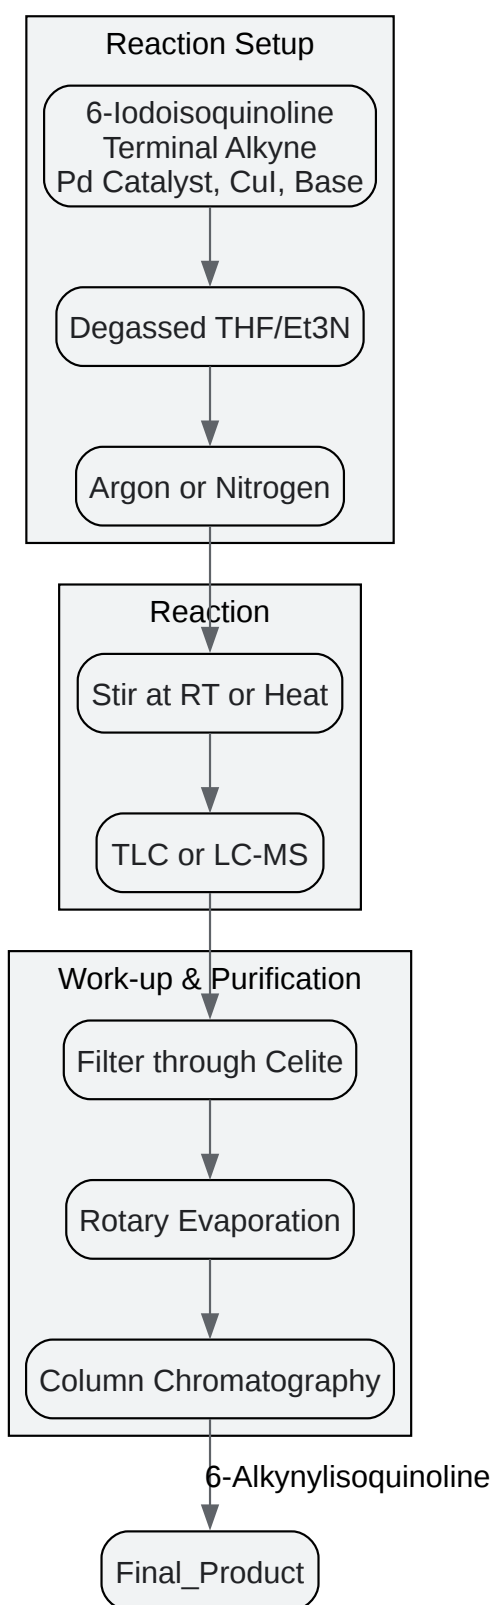 Reaction Setup
6-Iodoisoquinoline
Terminal Alkyne
Pd Catalyst, CuI, Base
Degassed THF/Et3N
Argon or Nitrogen
Reaction
Stir at RT or Heat
TLC or LC-MS
Work-up & Purification
Filter through Celite
Rotary Evaporation
Column Chromatography
6-Alkynylisoquinoline
Final_Product